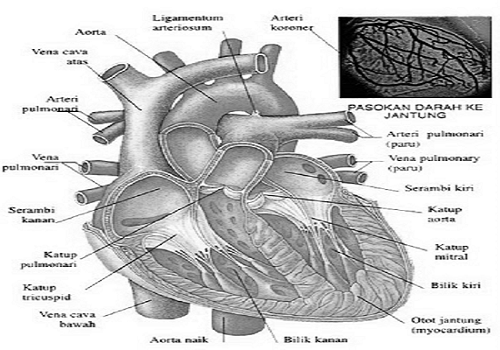 Ligamentum
arteriosum
Arteri
koroner
Aorta
Vena cava
atas
PASOKAN DARAH KE
JANTUNG
Arteri
pulmonari
Arteri pulmonari
(paru)
Vena
pulmonari
Vena pulmonary
(paru)
Serambi kiri
Serambi
kanan
Katup
aorta
Katup
pulmonari
Katup
mitral
Katup
tricuspid
Bilik kiri
Vena cava
bawah
Otot jantung
(myocardium)
Aorta naik
Bilik kanan